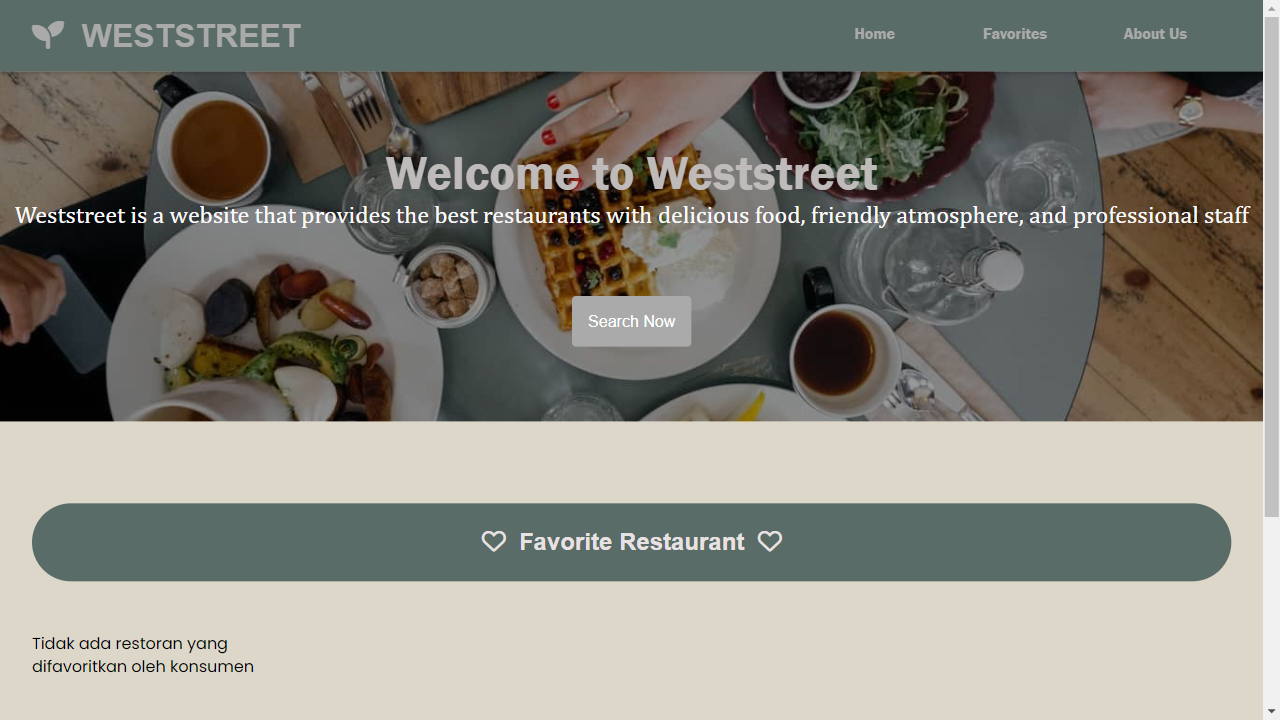 WESTSTREET
Home Favorites About Us
Welcome to Weststreet
Weststreet is a website that provides the best restaurants with delicious food, friendly atmosphere, and professional staff
Search Now
Favorite Restaurant
Tidak ada restoran yang
difavoritkan oleh konsumen